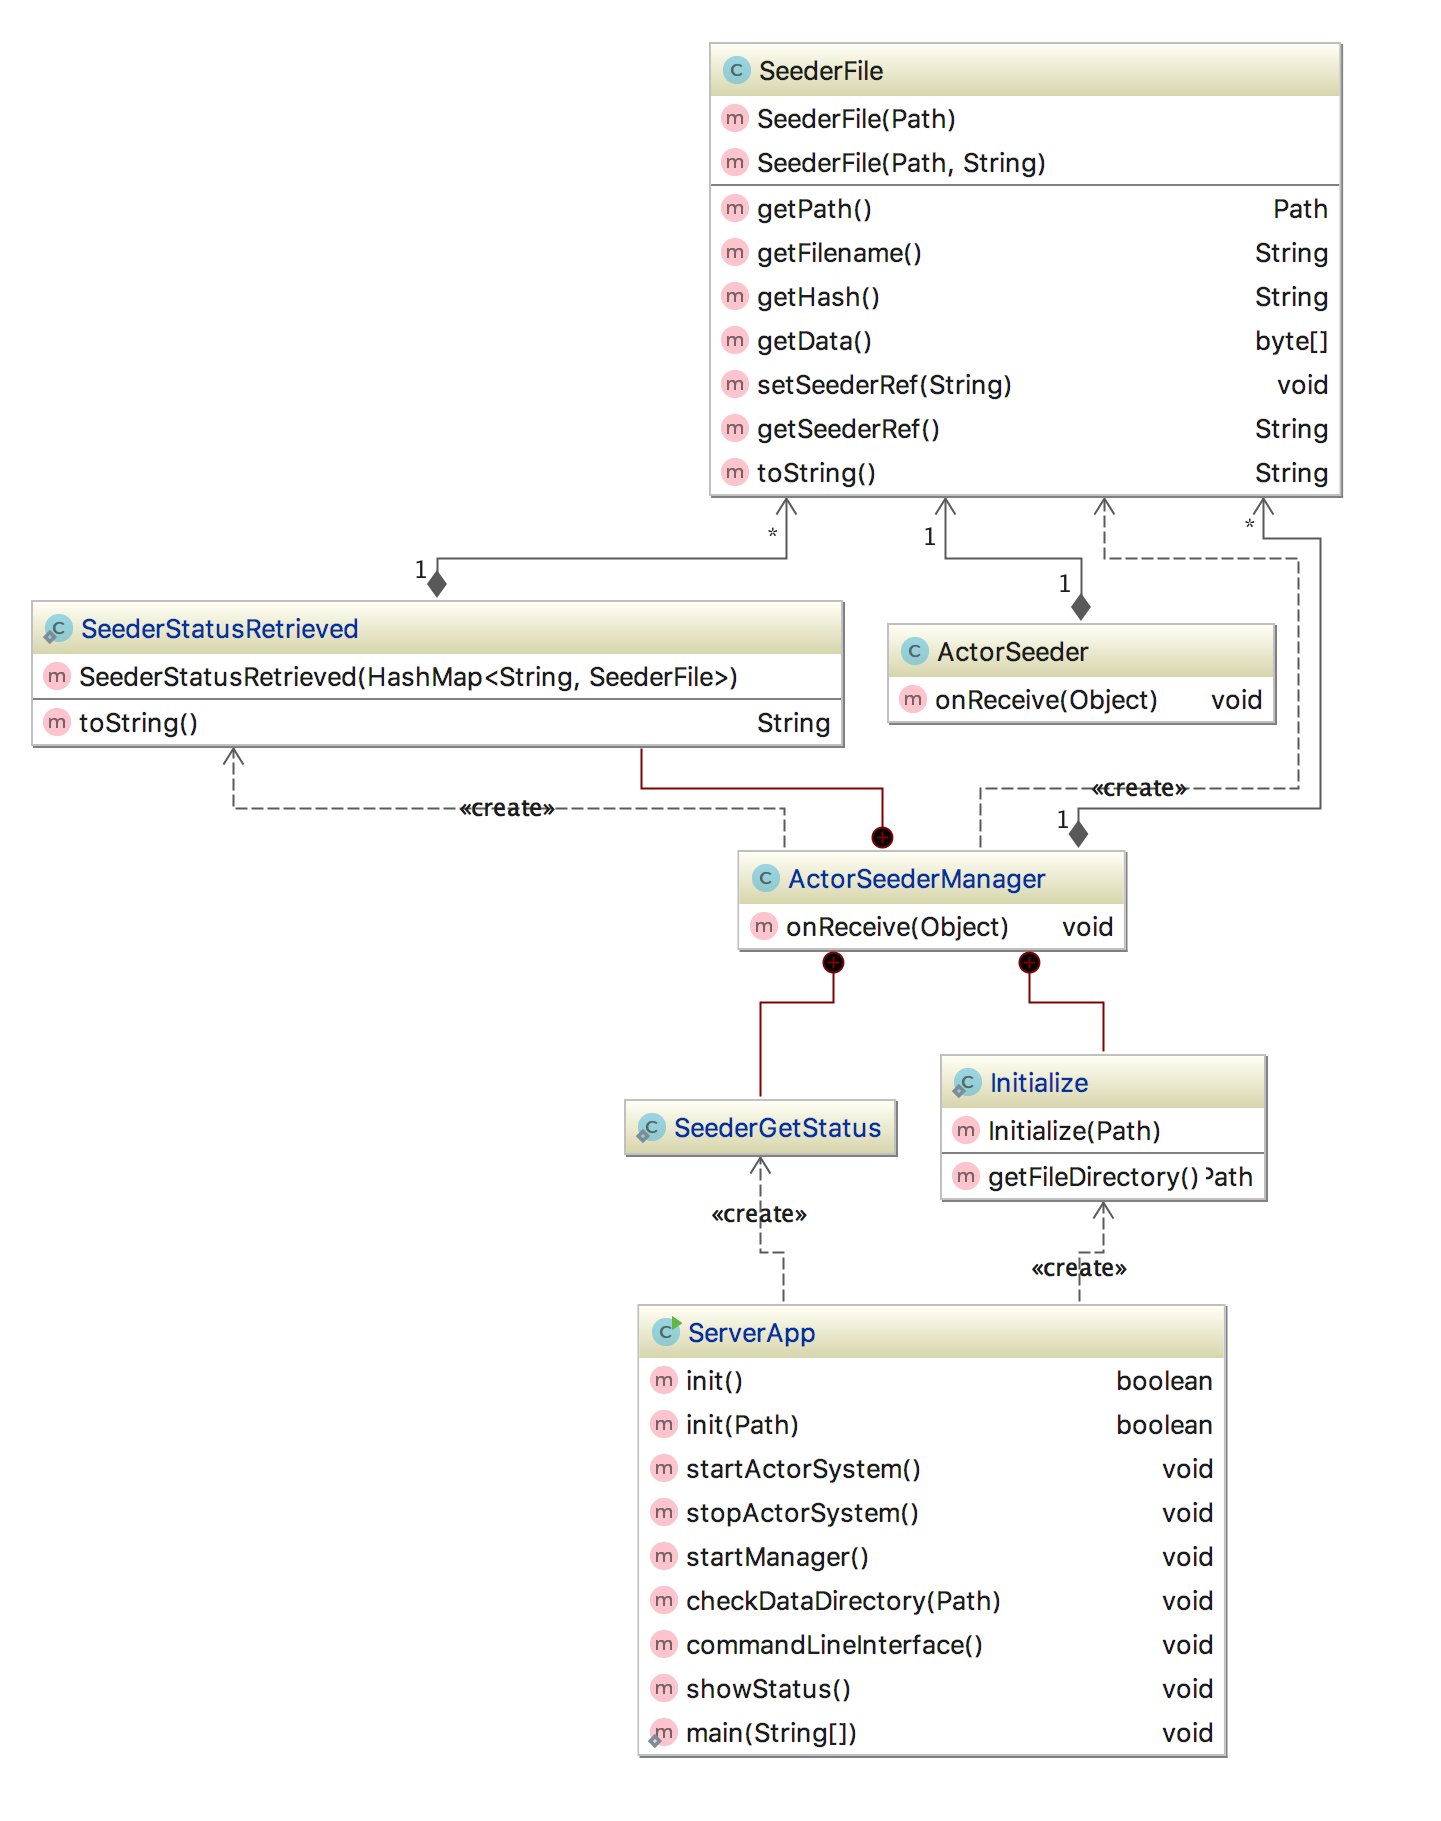 C SeederFile
m SeederFile(Path)
m SeederFile(Path, String)
m getPath() Path
m getFilename() String
m getHash() String
m getData() byte[]
m setSeederRef(String) void
m getSeederRef() String
m toString() String
* 1 *
1 1
C SeederStatusRetrieved
m SeederStatusRetrieved(HashMap<String, SeederFile>)
m toString() String
C ActorSeeder
m onReceive(Object) void
«create»
«create»
1
C ActorSeederManager
m onReceive(Object) void
C SeederGetStatus
C Initialize
m Initialize(Path)
m getFileDirectory() Path
«create»
«create»
C ServerApp
m init() boolean
m init(Path) boolean
m startActorSystem() void
m stopActorSystem() void
m startManager() void
m checkDataDirectory(Path) void
m commandLineInterface() void
m showStatus() void
m main(String[]) void